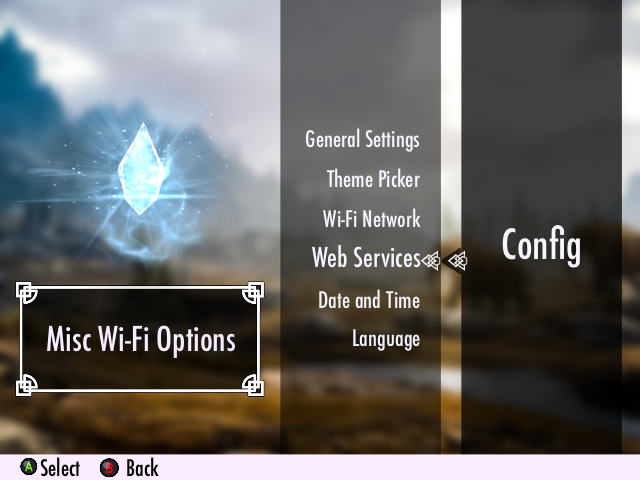 General Settings
Theme Picker
Wi-Fi Network
Web Services
Date and Time
Language
Config
Misc Wi-Fi Options
A Select B Back